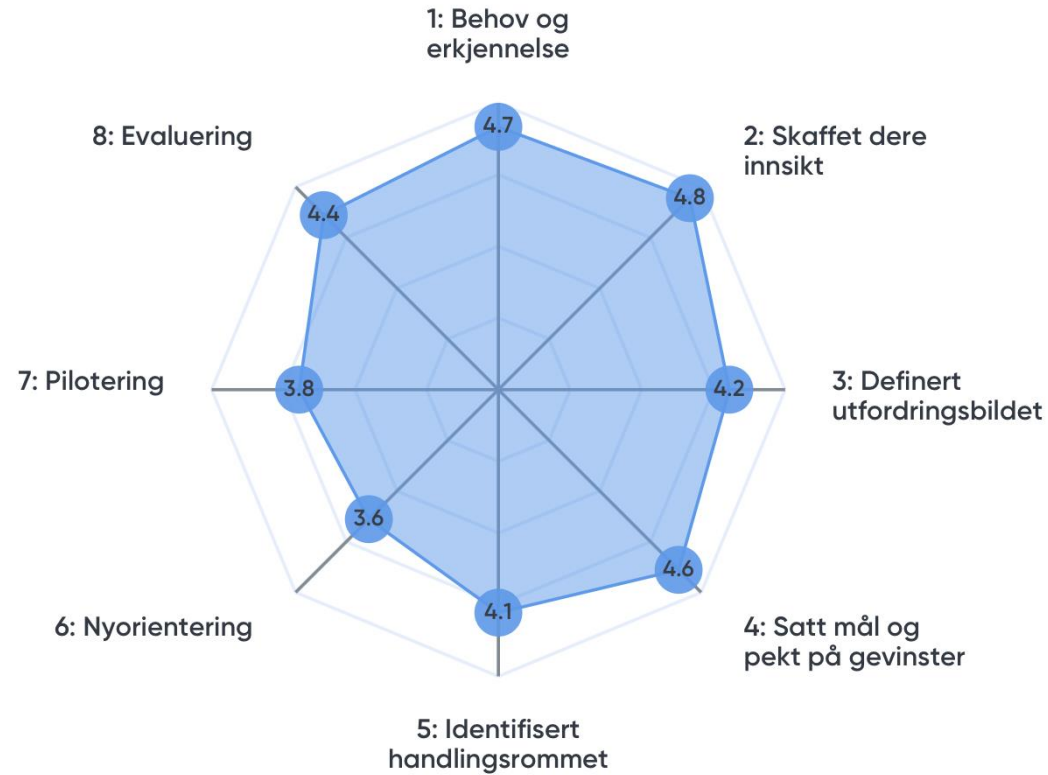 1: Behov og
erkjennelse
8: Evaluering
2: Skaffet dere
innsikt
4.7
4.8
4.4
7: Pilotering
3.8
4.2
3: Definert
utfordringsbildet
3.6
4.6
4.1
6: Nyorientering
4: Satt mål og
pekt på gevinster
5: Identifisert
handlingsrommet